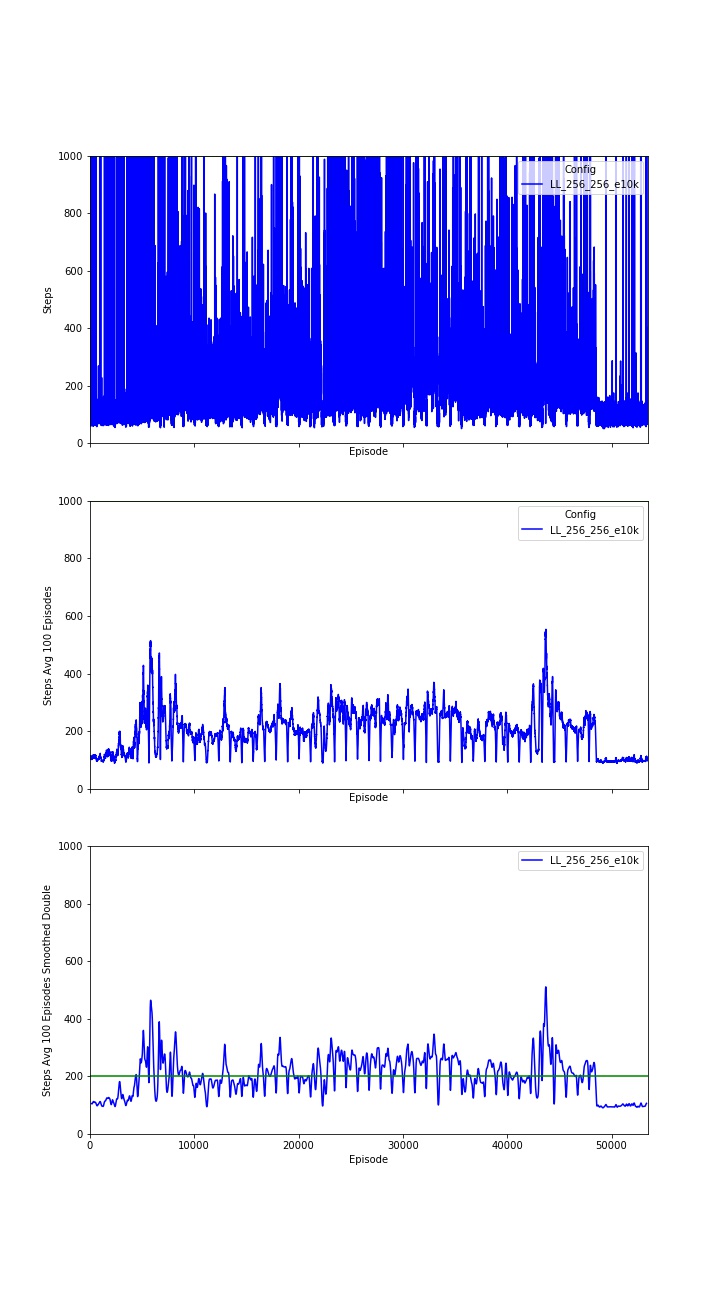 1000
800
600
400
200
0
Steps
Config
LL_256_256_e10k
Episode
1000
800
600
400
200
0
Steps Avg 100 Episodes
Config
LL_256_256_e10k
Episode
1000
800
600
400
200
0
Steps Avg 100 Episodes Smoothed Double
LL_256_256_e10k
0 10000 20000 30000 40000 50000
Episode